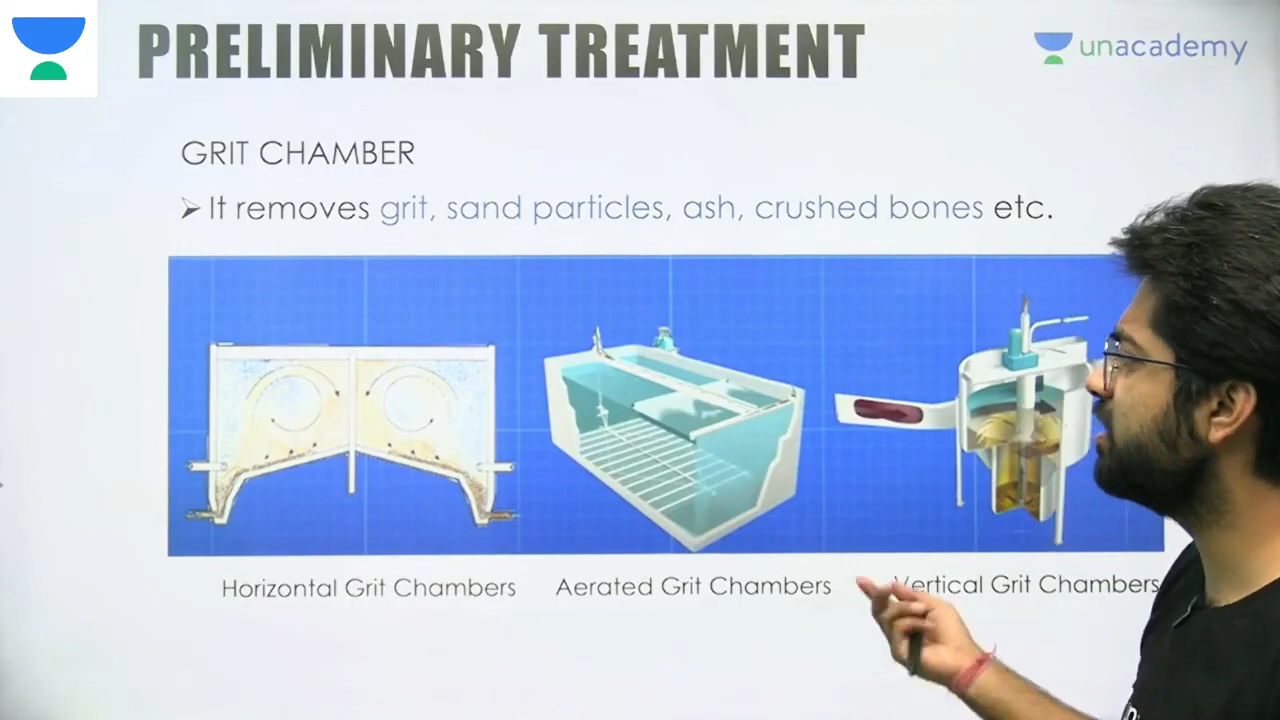 PRELIMINARY TREATMENT
unacademy
GRIT CHAMBER
➢ It removes grit, sand particles, ash, crushed bones etc.
Horizontal Grit Chambers
Aerated Grit Chambers
Vertical Grit Chambers